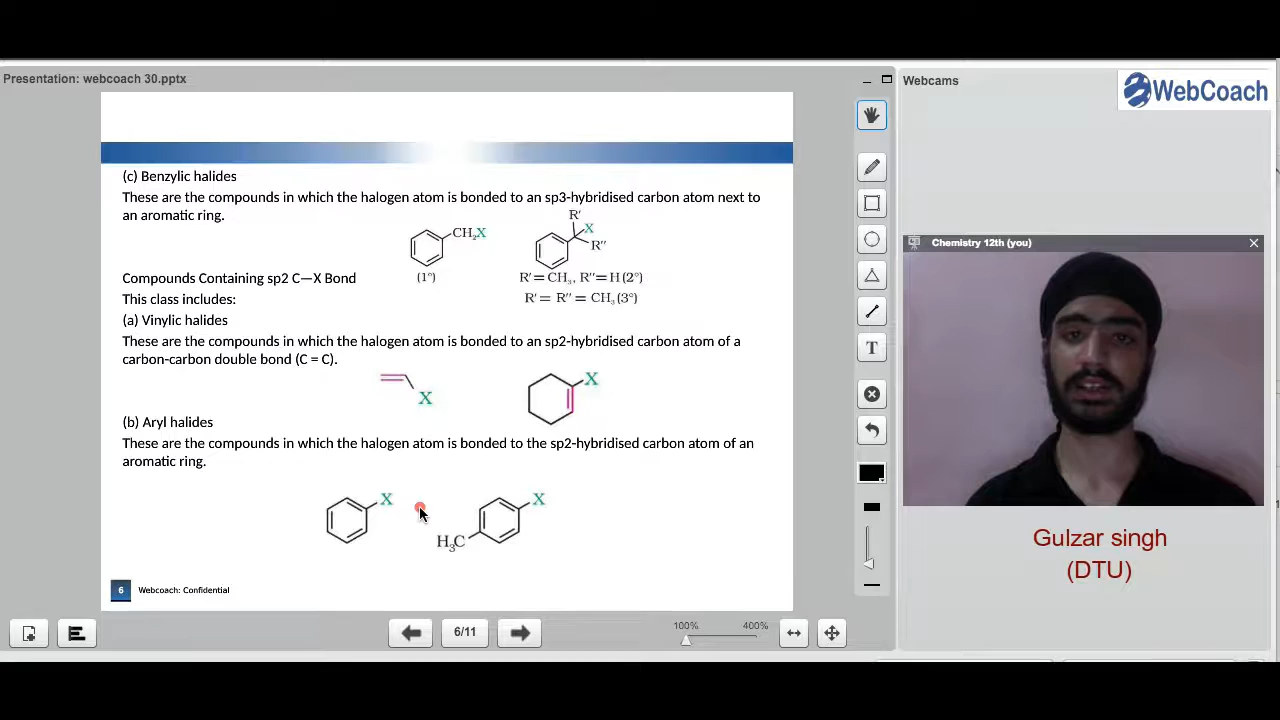 Presentation: webcoach 30.pptx
Webcams
WebCoach
(c) Benzylic halides
These are the compounds in which the halogen atom is bonded to an sp3-hybridised carbon atom next to
an aromatic ring.
CH₂X
R'
X
R''
Compounds Containing sp2 C—X Bond
(1°)
R'=CH₃, R''=H(2°)
This class includes:
R'= R''= CH₃(3°)
(a) Vinylic halides
These are the compounds in which the halogen atom is bonded to an sp2-hybridised carbon atom of a
carbon-carbon double bond (C = C).
X
X
(b) Aryl halides
These are the compounds in which the halogen atom is bonded to the sp2-hybridised carbon atom of an
aromatic ring.
X
X
H₃C
6 Webcoach: Confidential
Chemistry 12th (you)
Gulzar singh
(DTU)
T
6/11
100% 400%